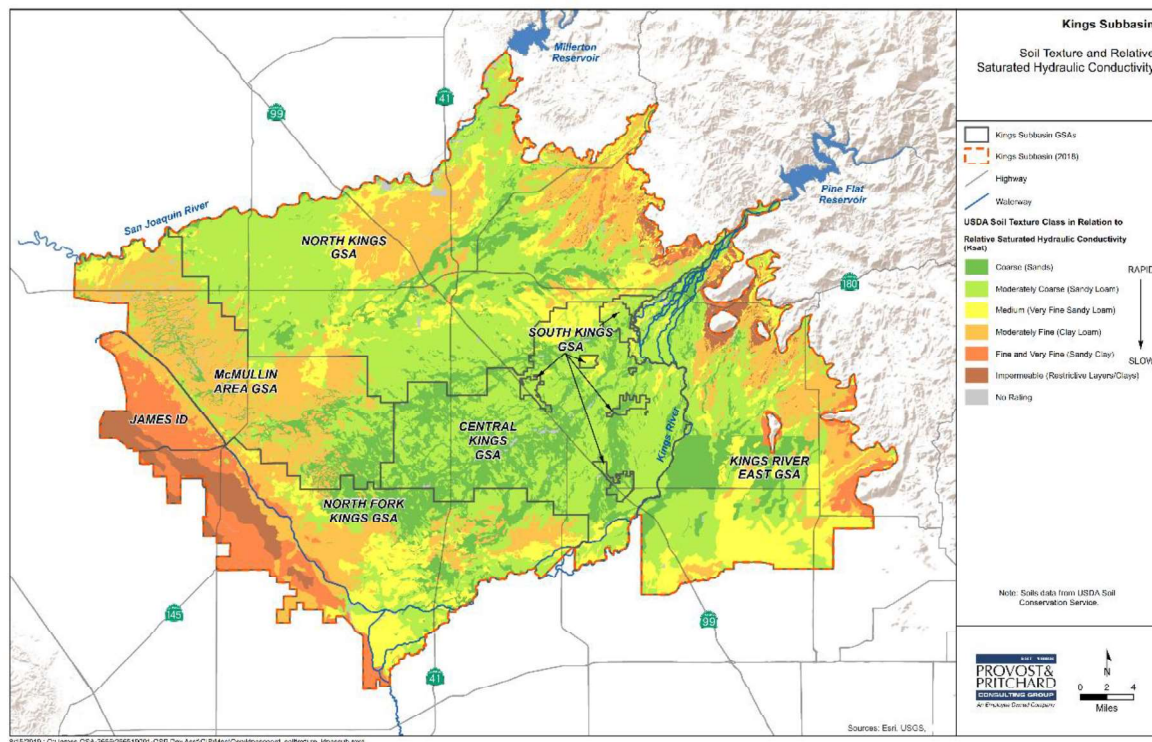 Kings Subbasin
Soil Texture and Relative
Saturated Hydraulic Conductivity
Millerton
Reservoir
Pine Flat
Reservoir
San Joaquin River
99
41
180
NORTH KINGS
GSA
SOUTH KINGS
GSA
McMULLIN
AREA GSA
JAMES ID
CENTRAL
KINGS
GSA
Kings River
KINGS RIVER
EAST GSA
NORTH FORK
KINGS GSA
145
41
99
Kings Subbasin GSAs
Kings Subbasin (2018)
Highway
Waterway
USDA Soil Texture Class in Relation to
Relative Saturated Hydraulic Conductivity
(Ksat)
Coarse (Sands)
Moderately Coarse (Sandy Loam)
Medium (Very Fine Sandy Loam)
Moderately Fine (Clay Loam)
Fine and Very Fine (Sandy Clay)
Impermeable (Restrictive Layers/Clays)
No Rating
RAPID
SLOW
Note: Soils data from USDA Soil
Conservation Service.
PROVOST&
PRITCHARD
CONSULTING GROUP
An Employee Owned Company
N
0 2 4
Miles
Sources: Esri, USGS,